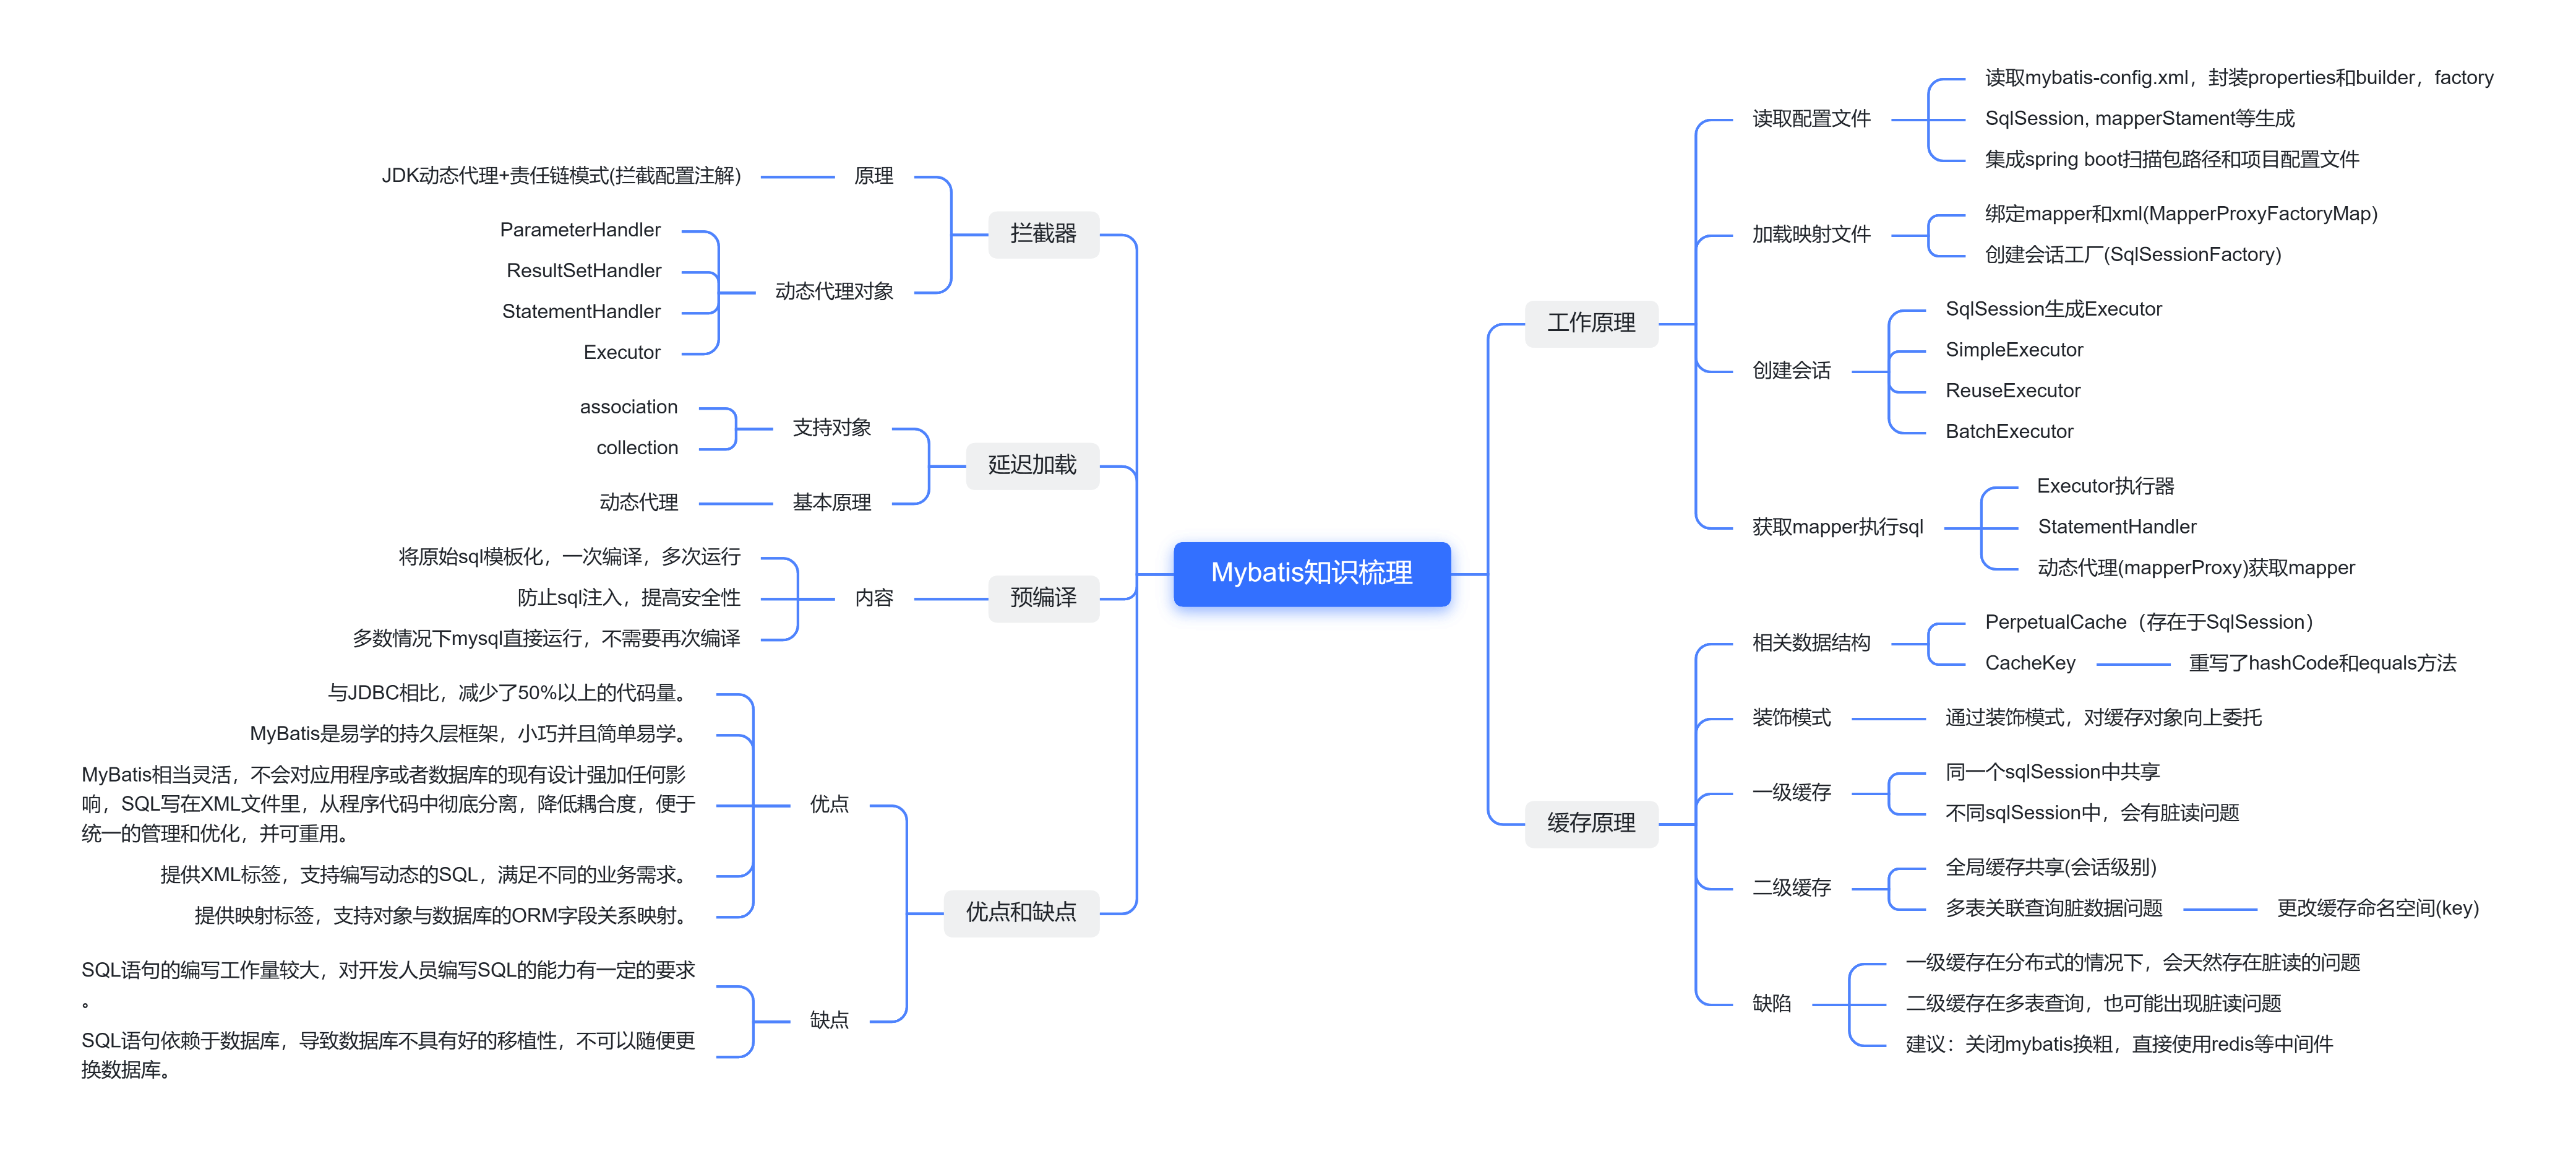 Mybatis知识梳理
工作原理
读取配置文件
读取mybatis-config.xml，封装properties和builder，factory
SqlSession, mapperStament等生成
集成spring boot扫描包路径和项目配置文件
加载映射文件
绑定mapper和xml(MapperProxyFactoryMap)
创建会话工厂(SqlSessionFactory)
创建会话
SqlSession生成Executor
SimpleExecutor
ReuseExecutor
BatchExecutor
获取mapper执行sql
Executor执行器
StatementHandler
动态代理(mapperProxy)获取mapper
缓存原理
相关数据结构
PerpetualCache（存在于SqlSession）
CacheKey
重写了hashCode和equals方法
装饰模式
通过装饰模式，对缓存对象向上委托
一级缓存
同一个sqlSession中共享
不同sqlSession中，会有脏读问题
二级缓存
全局缓存共享(会话级别)
多表关联查询脏数据问题
更改缓存命名空间(key)
缺陷
一级缓存在分布式的情况下，会天然存在脏读的问题
二级缓存在多表查询，也可能出现脏读问题
建议：关闭mybatis换粗，直接使用redis等中间件
拦截器
原理
JDK动态代理+责任链模式(拦截配置注解)
动态代理对象
ParameterHandler
ResultSetHandler
StatementHandler
Executor
延迟加载
支持对象
association
collection
基本原理
动态代理
预编译
内容
将原始sql模板化，一次编译，多次运行
防止sql注入，提高安全性
多数情况下mysql直接运行，不需要再次编译
优点和缺点
优点
与JDBC相比，减少了50%以上的代码量。
MyBatis是易学的持久层框架，小巧并且简单易学。
MyBatis相当灵活，不会对应用程序或者数据库的现有设计强加任何影
响，SQL写在XML文件里，从程序代码中彻底分离，降低耦合度，便于
统一的管理和优化，并可重用。
提供XML标签，支持编写动态的SQL，满足不同的业务需求。
提供映射标签，支持对象与数据库的ORM字段关系映射。
缺点
SQL语句的编写工作量较大，对开发人员编写SQL的能力有一定的要求
。
SQL语句依赖于数据库，导致数据库不具有好的移植性，不可以随便更
换数据库。